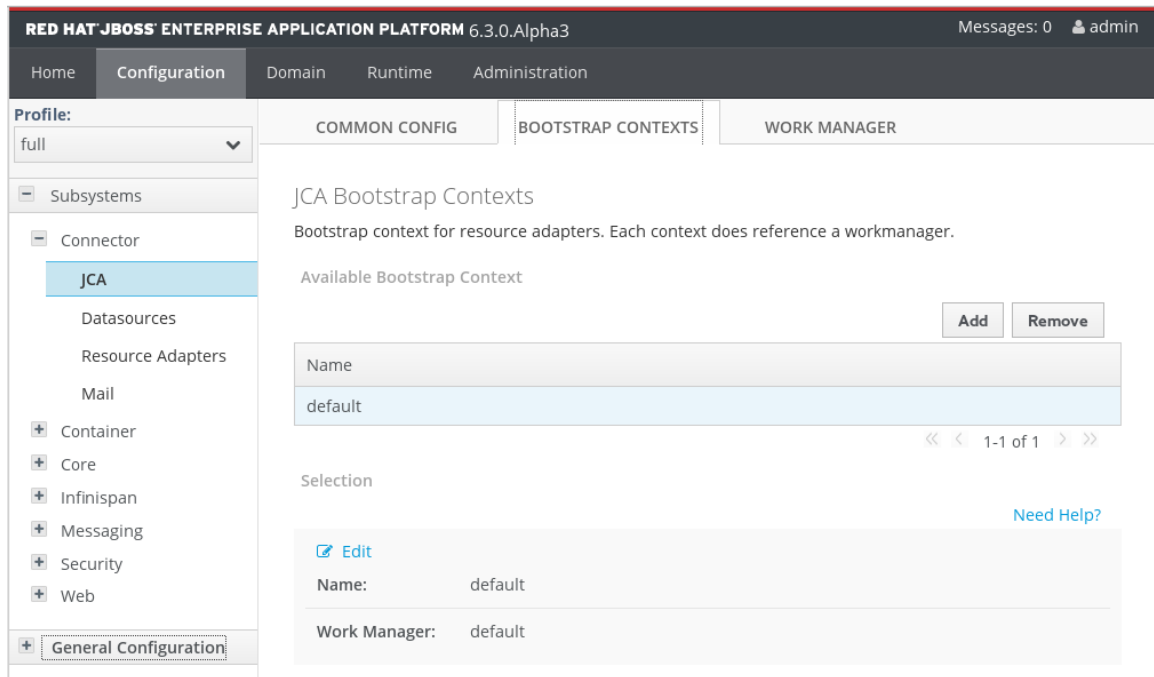 RED HAT JBOSS ENTERPRISE APPLICATION PLATFORM 6.3.0.Alpha3 Messages: 0 admin
Home Configuration Domain Runtime Administration
Profile:
full
Subsystems
Connector
JCA
Datasources
Resource Adapters
Mail
Container
Core
Infinispan
Messaging
Security
Web
General Configuration
COMMON CONFIG BOOTSTRAP CONTEXTS WORK MANAGER
JCA Bootstrap Contexts
Bootstrap context for resource adapters. Each context does reference a workmanager.
Available Bootstrap Context
Add Remove
Name
default
1-1 of 1
Selection
Need Help?
Edit
Name: default
Work Manager: default